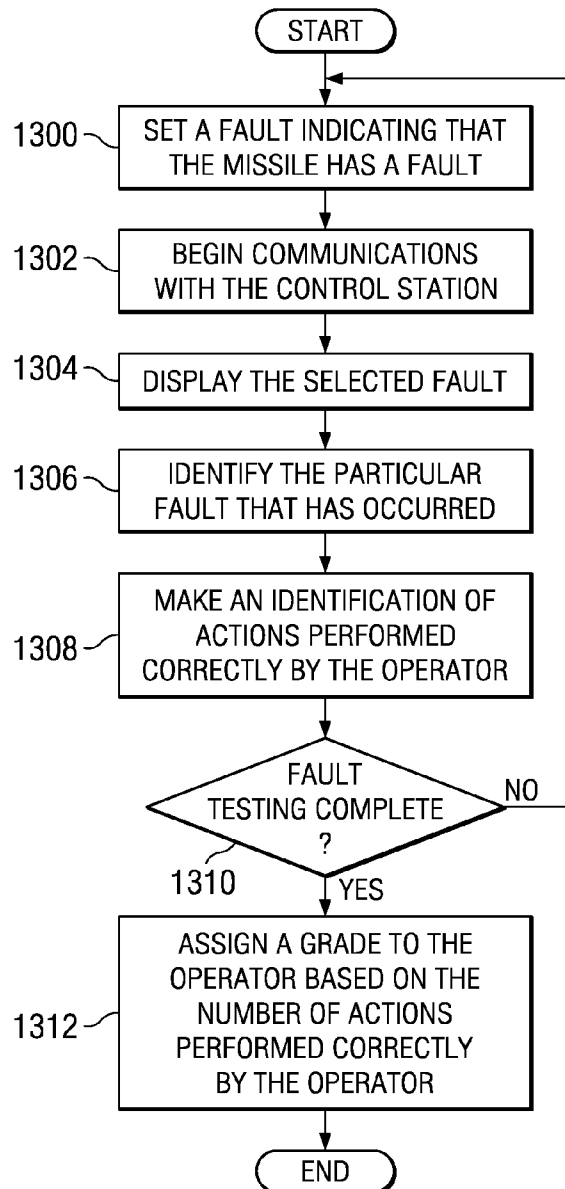 START
1300
SET A FAULT INDICATING THAT
THE MISSILE HAS A FAULT
1302
BEGIN COMMUNICATIONS
WITH THE CONTROL STATION
1304
DISPLAY THE SELECTED FAULT
1306
IDENTIFY THE PARTICULAR
FAULT THAT HAS OCCURRED
1308
MAKE AN IDENTIFICATION OF
ACTIONS PERFORMED
CORRECTLY BY THE OPERATOR
FAULT
TESTING COMPLETE
?
NO
1310
YES
1312
ASSIGN A GRADE TO THE
OPERATOR BASED ON THE
NUMBER OF ACTIONS
PERFORMED CORRECTLY
BY THE OPERATOR
END